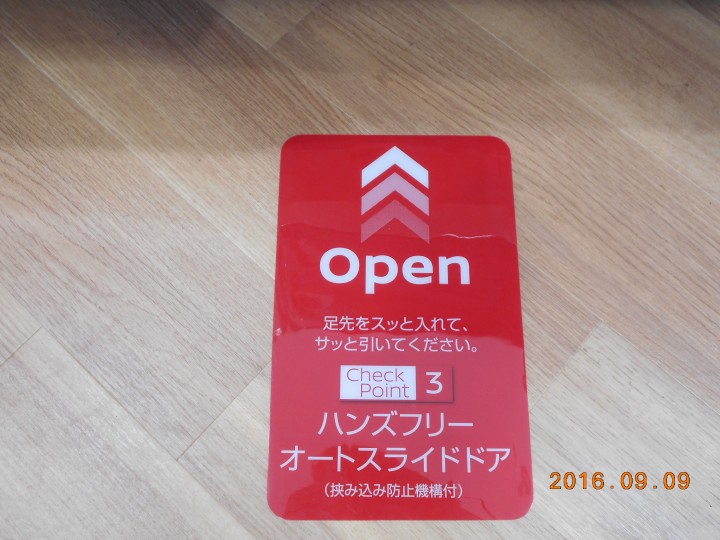 Open
足先をスッと入れて、
サッと引いてください。
Check
Point 3
ハンズフリー
オートスライドドア
(挟み込み防止機構付)
2016.09.09